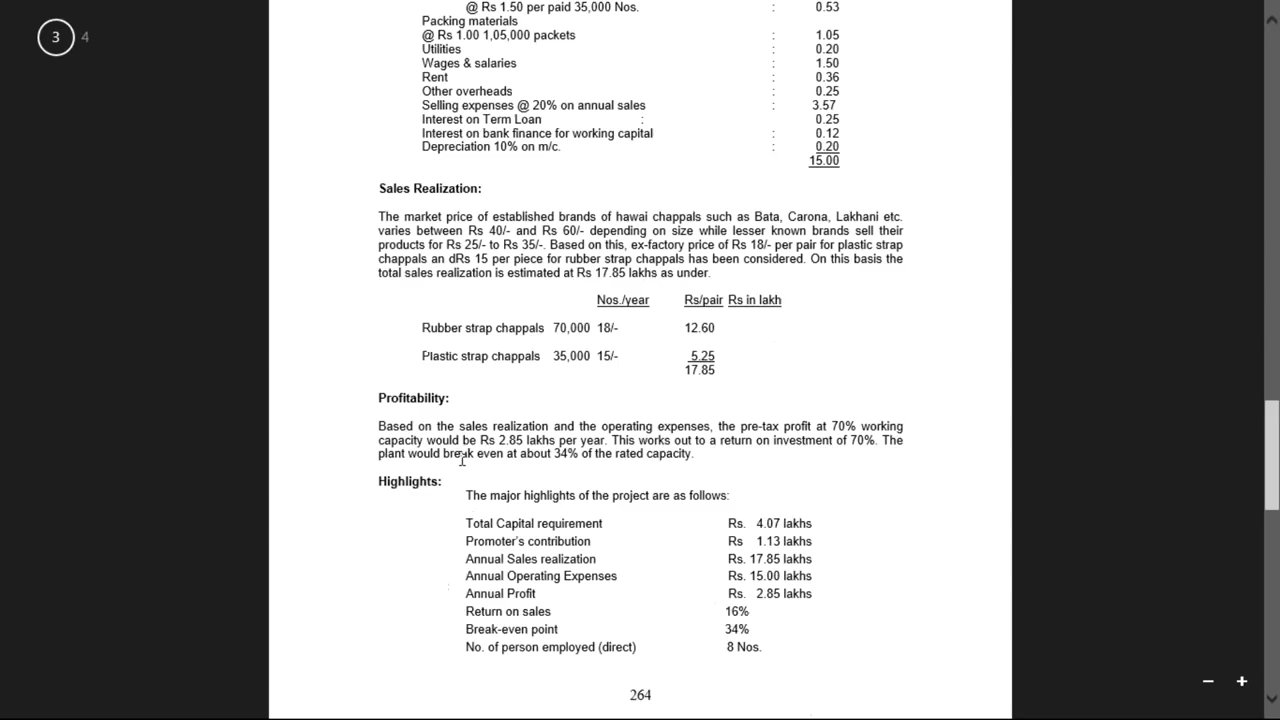 3 4
@ Rs 1.50 per paid 35,000 Nos. : 0.53
Packing materials
@ Rs 1.00 1,05,000 packets : 1.05
Utilities : 0.20
Wages & salaries : 1.50
Rent : 0.36
Other overheads : 0.25
Selling expenses @ 20% on annual sales : 3.57
Interest on Term Loan : 0.25
Interest on bank finance for working capital : 0.12
Depreciation 10% on m/c. : 0.20
15.00
Sales Realization:
The market price of established brands of hawai chappals such as Bata, Carona, Lakhani etc.
varies between Rs 40/- and Rs 60/- depending on size while lesser known brands sell their
products for Rs 25/- to Rs 35/-. Based on this, ex-factory price of Rs 18/- per pair for plastic strap
chappals an dRs 15 per piece for rubber strap chappals has been considered. On this basis the
total sales realization is estimated at Rs 17.85 lakhs as under.
Nos./year Rs/pair Rs in lakh
Rubber strap chappals 70,000 18/- 12.60
Plastic strap chappals 35,000 15/- 5.25
17.85
Profitability:
Based on the sales realization and the operating expenses, the pre-tax profit at 70% working
capacity would be Rs 2.85 lakhs per year. This works out to a return on investment of 70%. The
plant would break even at about 34% of the rated capacity.
Highlights:
The major highlights of the project are as follows:
Total Capital requirement Rs. 4.07 lakhs
Promoter's contribution Rs 1.13 lakhs
Annual Sales realization Rs. 17.85 lakhs
Annual Operating Expenses Rs. 15.00 lakhs
Annual Profit Rs. 2.85 lakhs
Return on sales 16%
Break-even point 34%
No. of person employed (direct) 8 Nos.
264